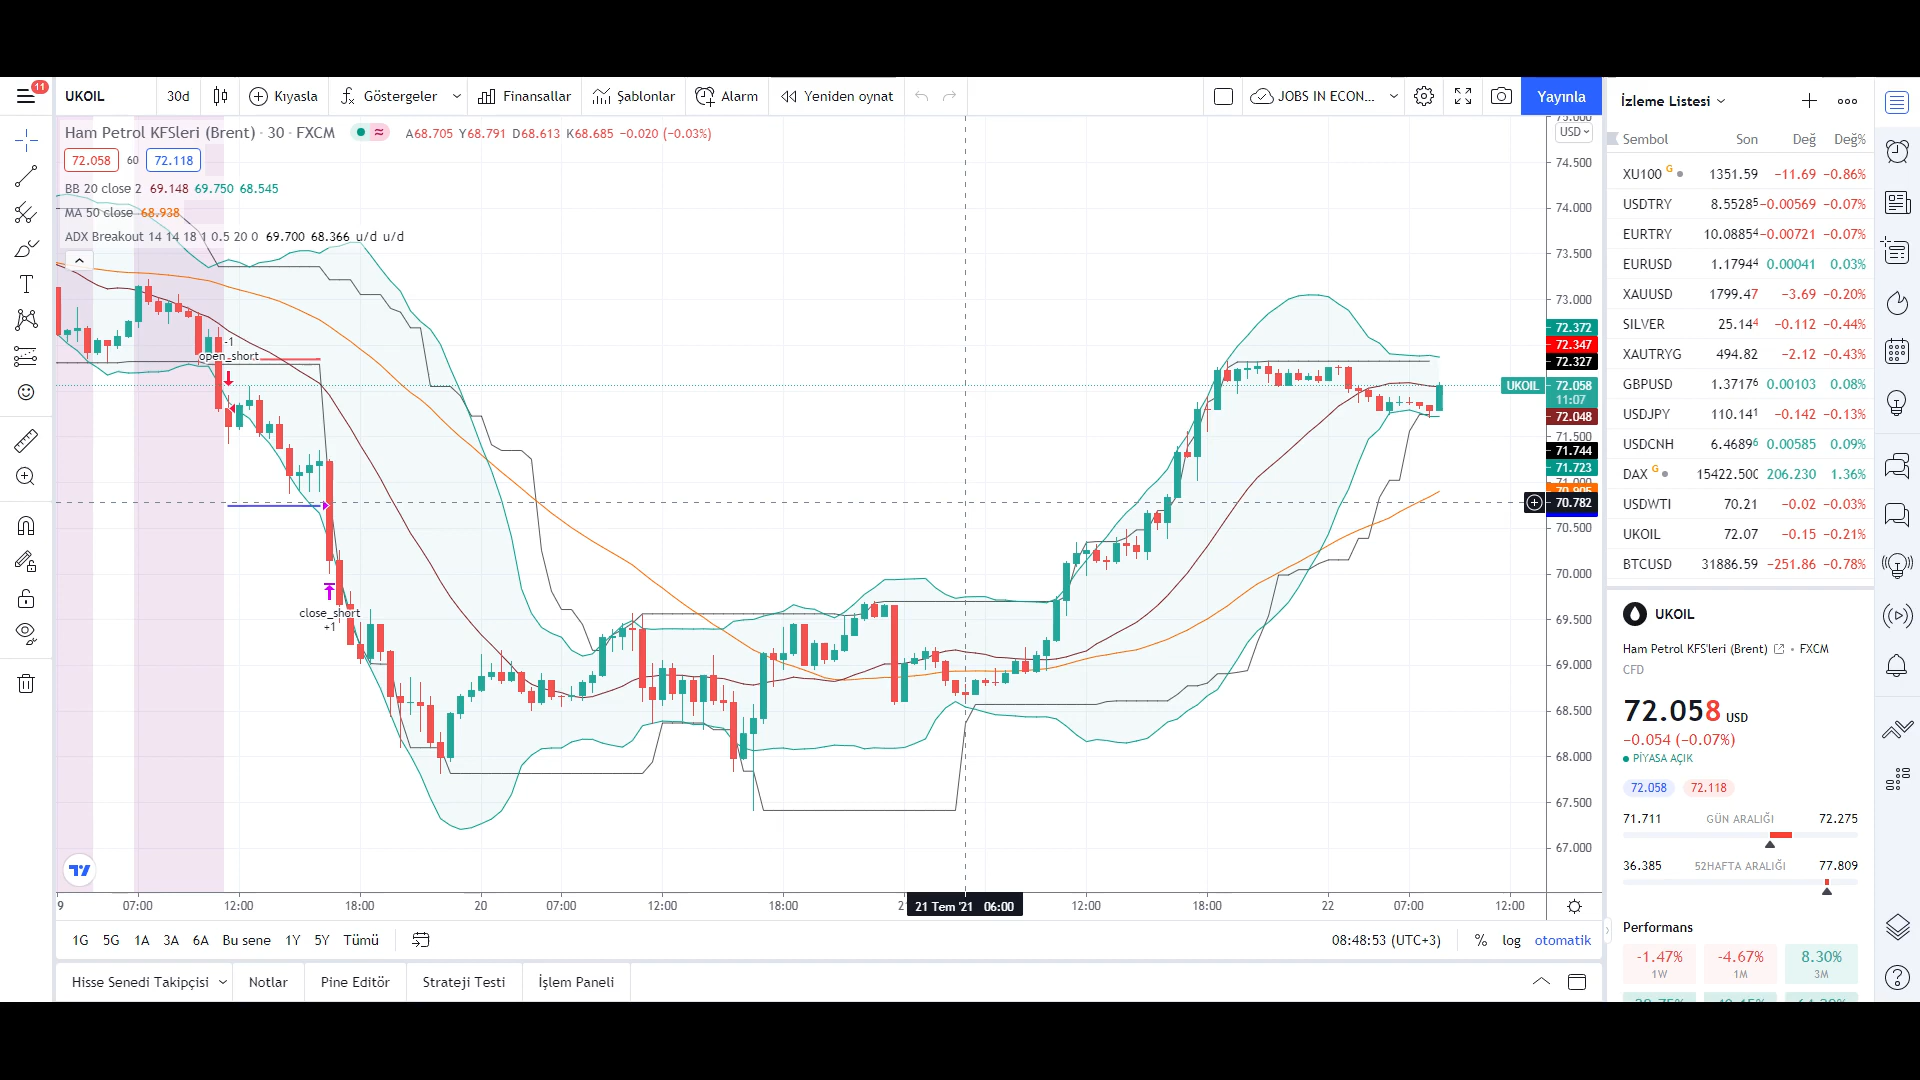 11
UKOIL
30d
Kıyasla
Göstergeler
Finansallar
Şablonlar
Alarm
Yeniden oynat
JOBS IN ECON...
Yayınla
Ham Petrol KFSleri (Brent) · 30 · FXCM
A68.705 Y68.791 D68.613 K68.685 −0.020 (−0.03%)
72.058 60 72.118
BB 20 close 2 69.148 69.750 68.545
MA 50 close 68.938
ADX Breakout 14 14 18 1 0.5 20 0 69.700 68.366 u/d u/d
-1
open_short
close_short
+1
USD
74.500
74.000
73.500
73.000
72.372
72.347
72.327
UKOIL 72.058
11:07
72.048
71.500
71.744
71.723
70.782
70.500
70.000
69.500
69.000
68.500
68.000
67.500
67.000
9 07:00 12:00 18:00 20 07:00 12:00 18:00 21 Tem '21 06:00 12:00 18:00 22 07:00 12:00
1G 5G 1A 3A 6A Bu sene 1Y 5Y Tümü
08:48:53 (UTC+3) % log otomatik
Hisse Senedi Takipçisi Notlar Pine Editör Strateji Testi İşlem Paneli
İzleme Listesi
Sembol Son Değ Değ%
XU100 G 1351.59 −11.69 −0.86%
USDTRY 8.55285 −0.00569 −0.07%
EURTRY 10.08854 −0.00721 −0.07%
EURUSD 1.17944 0.00041 0.03%
XAUUSD 1799.47 −3.69 −0.20%
SILVER 25.144 −0.112 −0.44%
XAUTRYG 494.82 −2.12 −0.43%
GBPUSD 1.37176 0.00103 0.08%
USDJPY 110.141 −0.142 −0.13%
USDCNH 6.46896 0.00585 0.09%
DAX G 15422.500 206.230 1.36%
USDWTI 70.21 −0.02 −0.03%
UKOIL 72.07 −0.15 −0.21%
BTCUSD 31886.59 −251.86 −0.78%
UKOIL
Ham Petrol KFS'leri (Brent) • FXCM
CFD
72.058 USD
−0.054 (−0.07%)
PİYASA AÇIK
72.058 72.118
71.711 GÜN ARALIĞI 72.275
36.385 52HAFTA ARALIĞI 77.809
Performans
-1.47% -4.67% 8.30%
1W 1M 3M